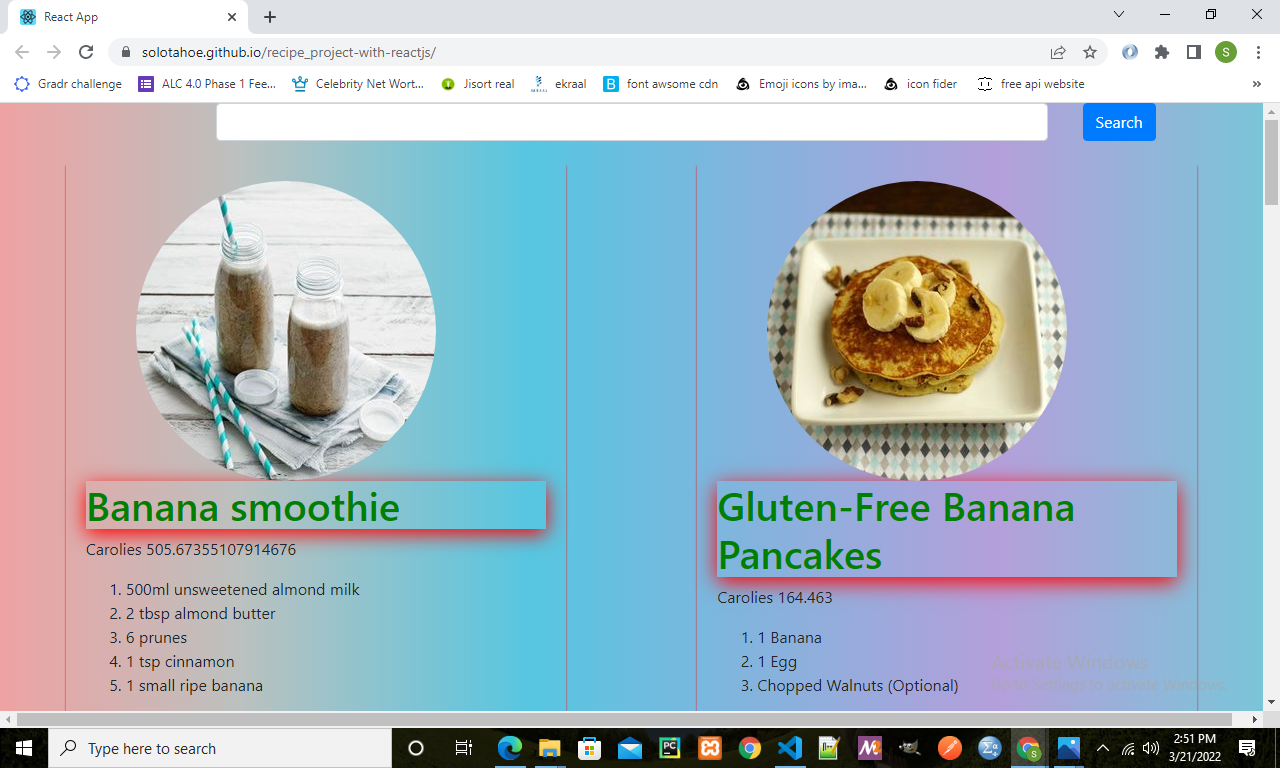 React App
solotahoe.github.io/recipe_project-with-reactjs/
S
Gradr challenge
ALC 4.0 Phase 1 Fee...
Celebrity Net Wort...
Jisort real
ekraal
B
font awsome cdn
Emoji icons by ima...
icon fider
free api website
»
Search
Banana smoothie
Carolies 505.67355107914676
1. 500ml unsweetened almond milk
2. 2 tbsp almond butter
3. 6 prunes
4. 1 tsp cinnamon
5. 1 small ripe banana
Gluten-Free Banana
Pancakes
Carolies 164.463
1. 1 Banana
2. 1 Egg
3. Chopped Walnuts (Optional)
Activate Windows
Go to Settings to activate Windows.
Type here to search
PC
2:51 PM
3/21/2022